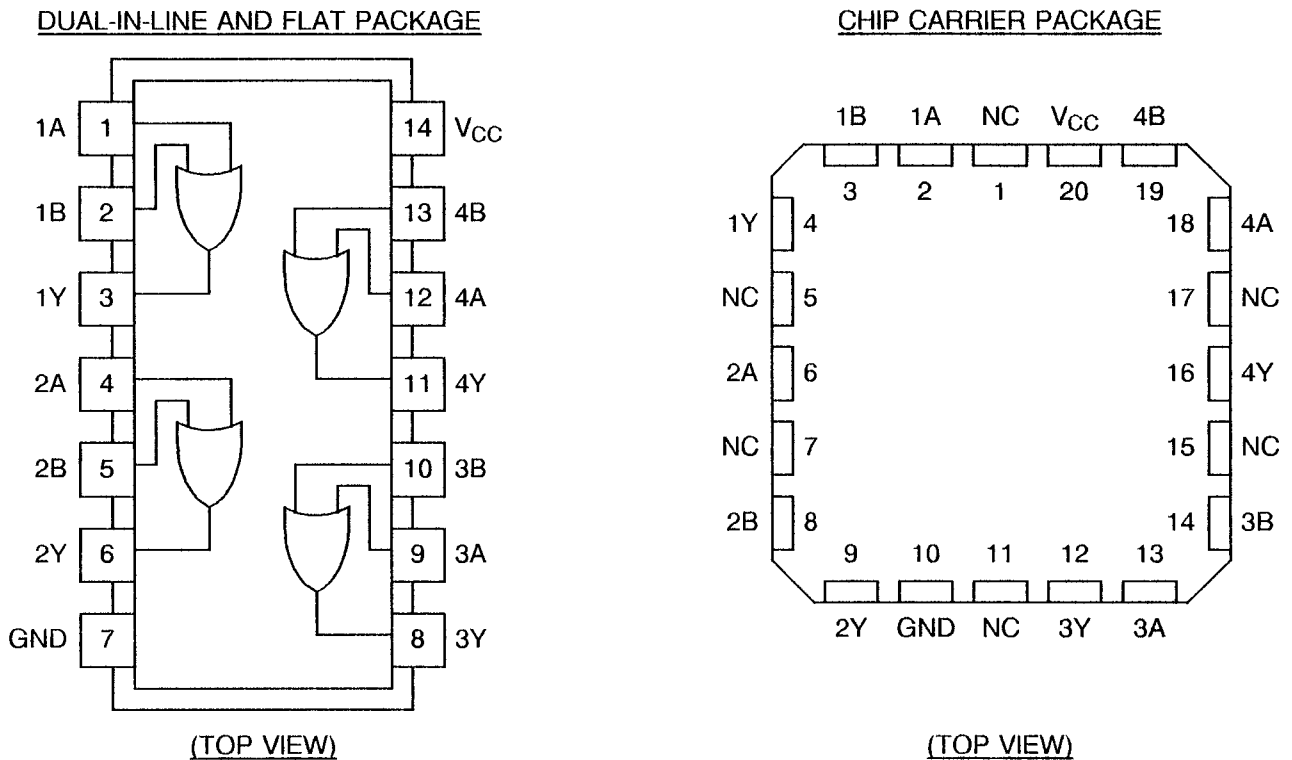 DUAL-IN-LINE AND FLAT PACKAGE
1A 1 14 VCC
1B 2 13 4B
1Y 3 12 4A
2A 4 11 4Y
2B 5 10 3B
2Y 6 9 3A
GND 7 8 3Y
(TOP VIEW)
CHIP CARRIER PACKAGE
1B 1A NC VCC 4B
3 2 1 20 19
1Y 4 18 4A
NC 5 17 NC
2A 6 16 4Y
NC 7 15 NC
2B 8 14 3B
9 10 11 12 13
2Y GND NC 3Y 3A
(TOP VIEW)